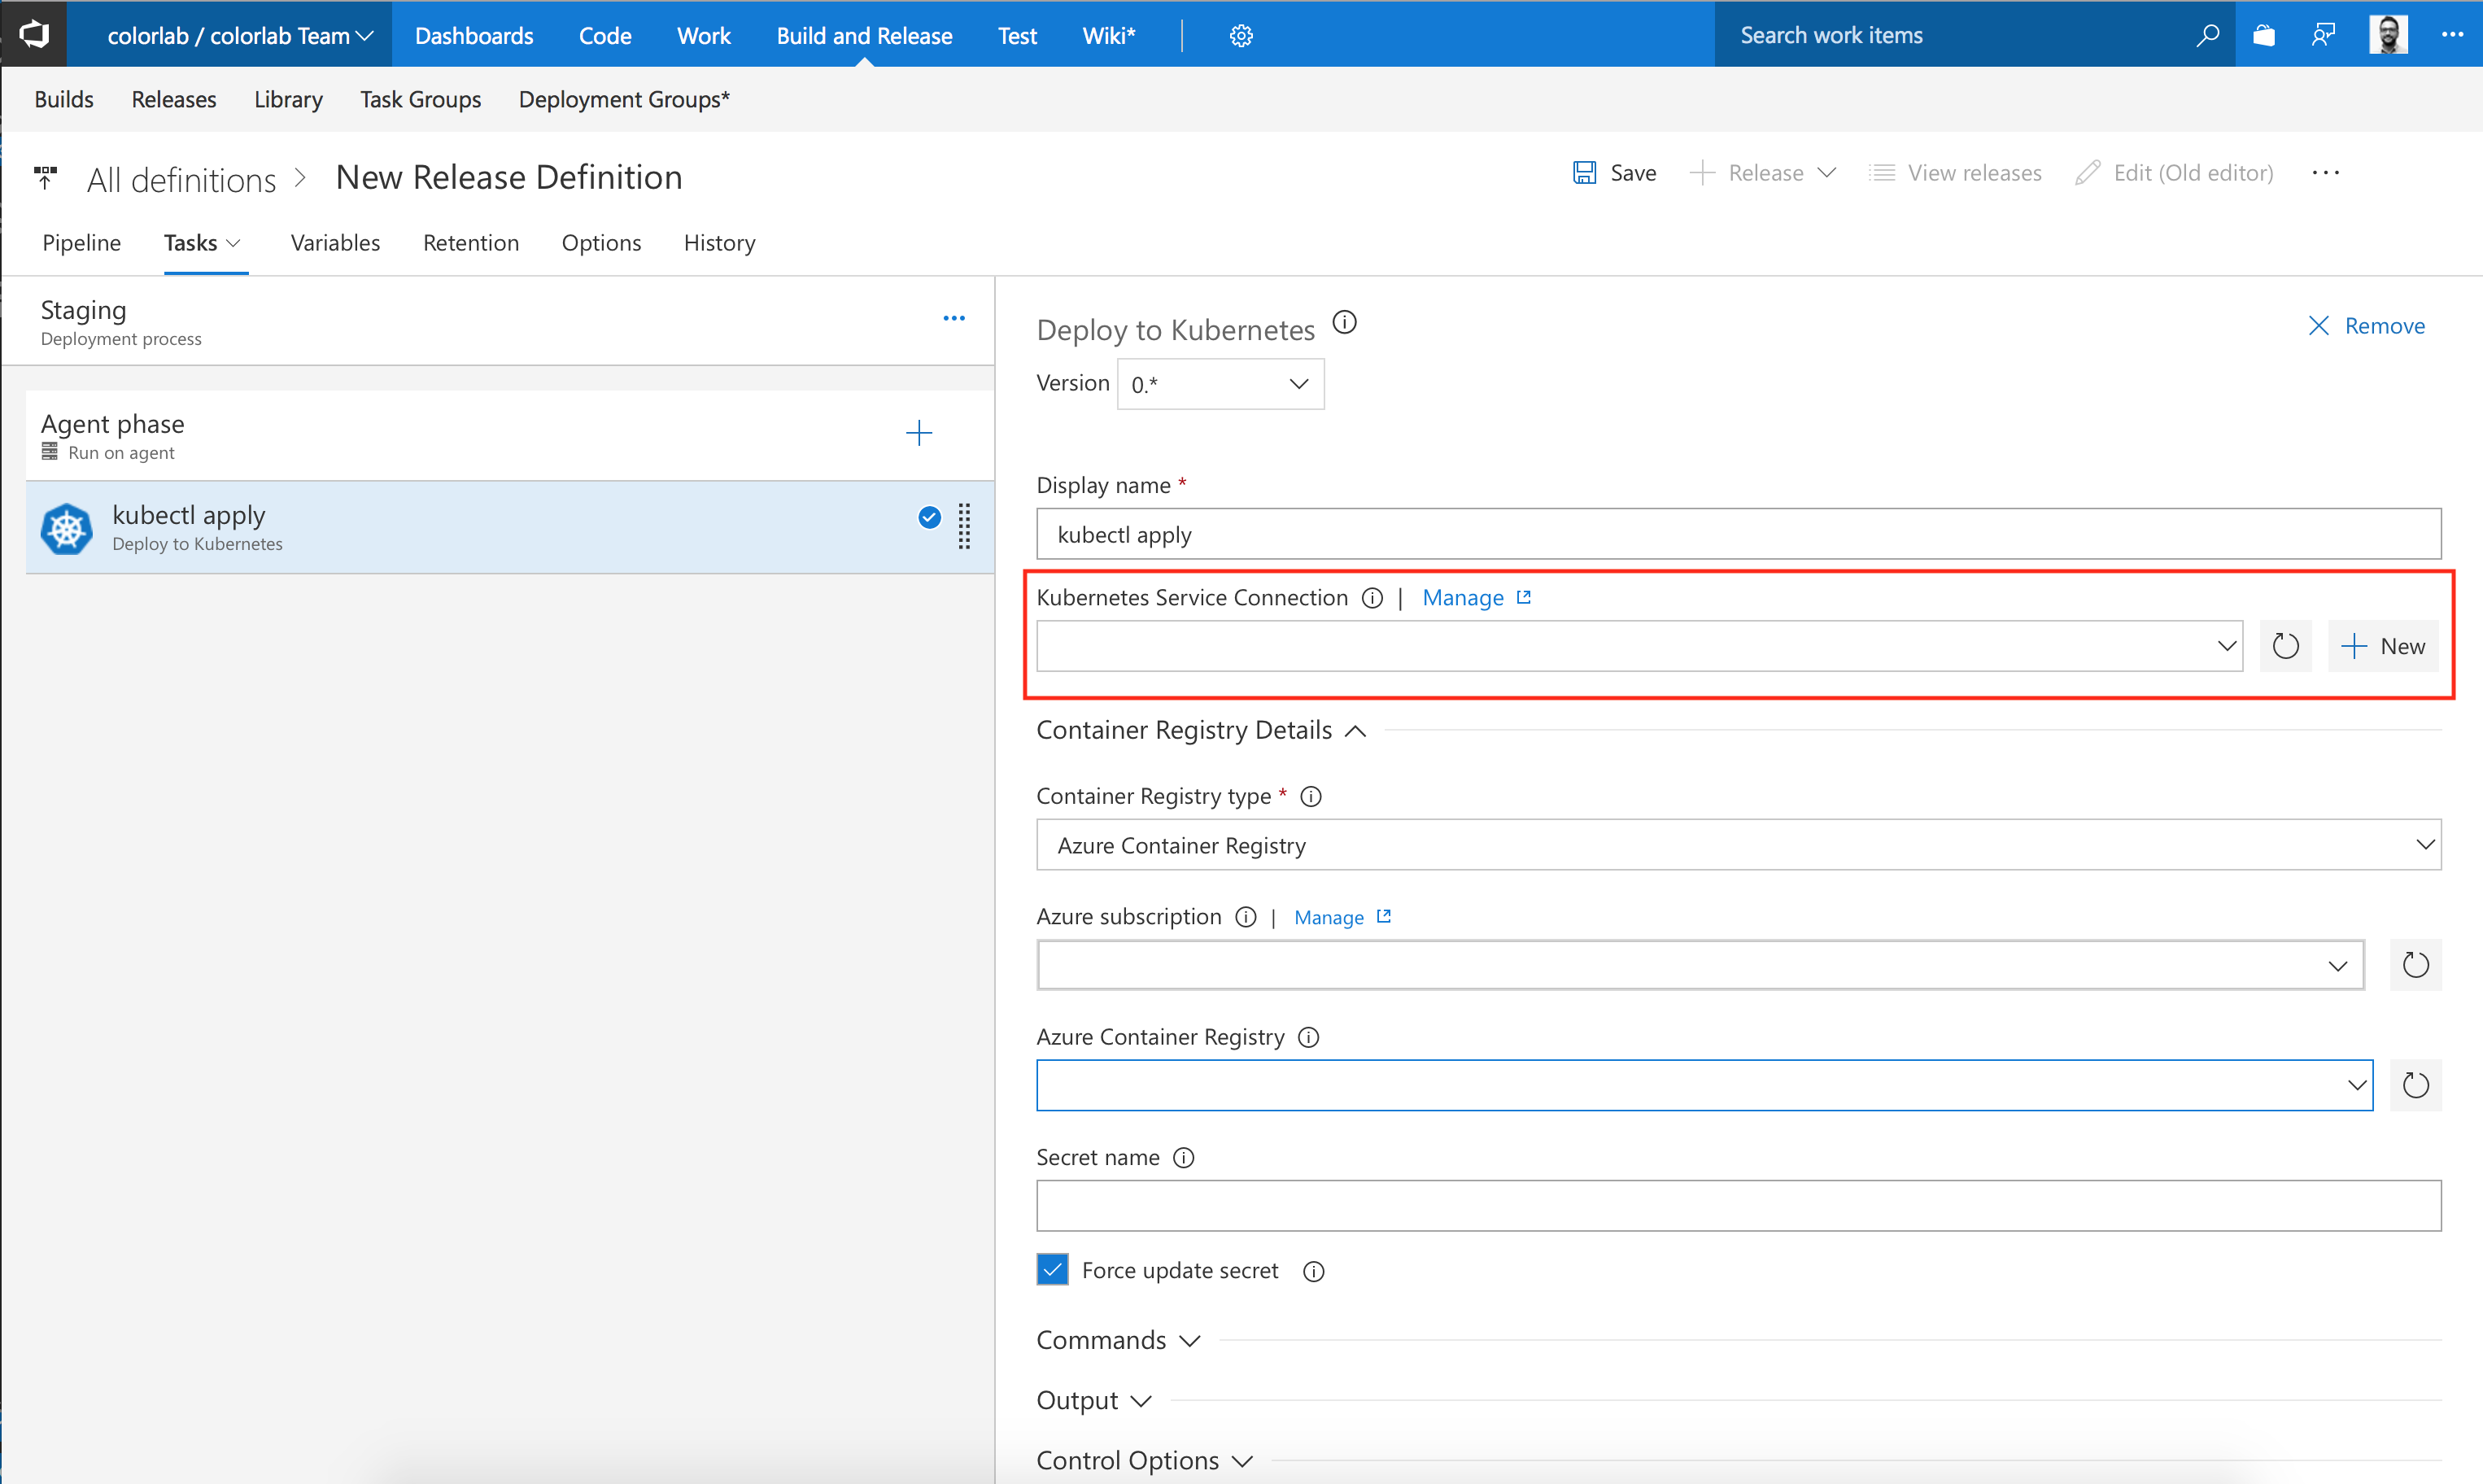 colorlab / colorlab Team Dashboards Code Work Build and Release Test Wiki* Search work items
Builds Releases Library Task Groups Deployment Groups*
All definitions > New Release Definition Save Release View releases Edit (Old editor) ...
Pipeline Tasks Variables Retention Options History
Staging
Deployment process
Agent phase
Run on agent
kubectl apply
Deploy to Kubernetes
Deploy to Kubernetes Remove
Version 0.*
Display name *
kubectl apply
Kubernetes Service Connection | Manage
New
Container Registry Details
Container Registry type *
Azure Container Registry
Azure subscription | Manage
Azure Container Registry
Secret name
Force update secret
Commands
Output
Control Options